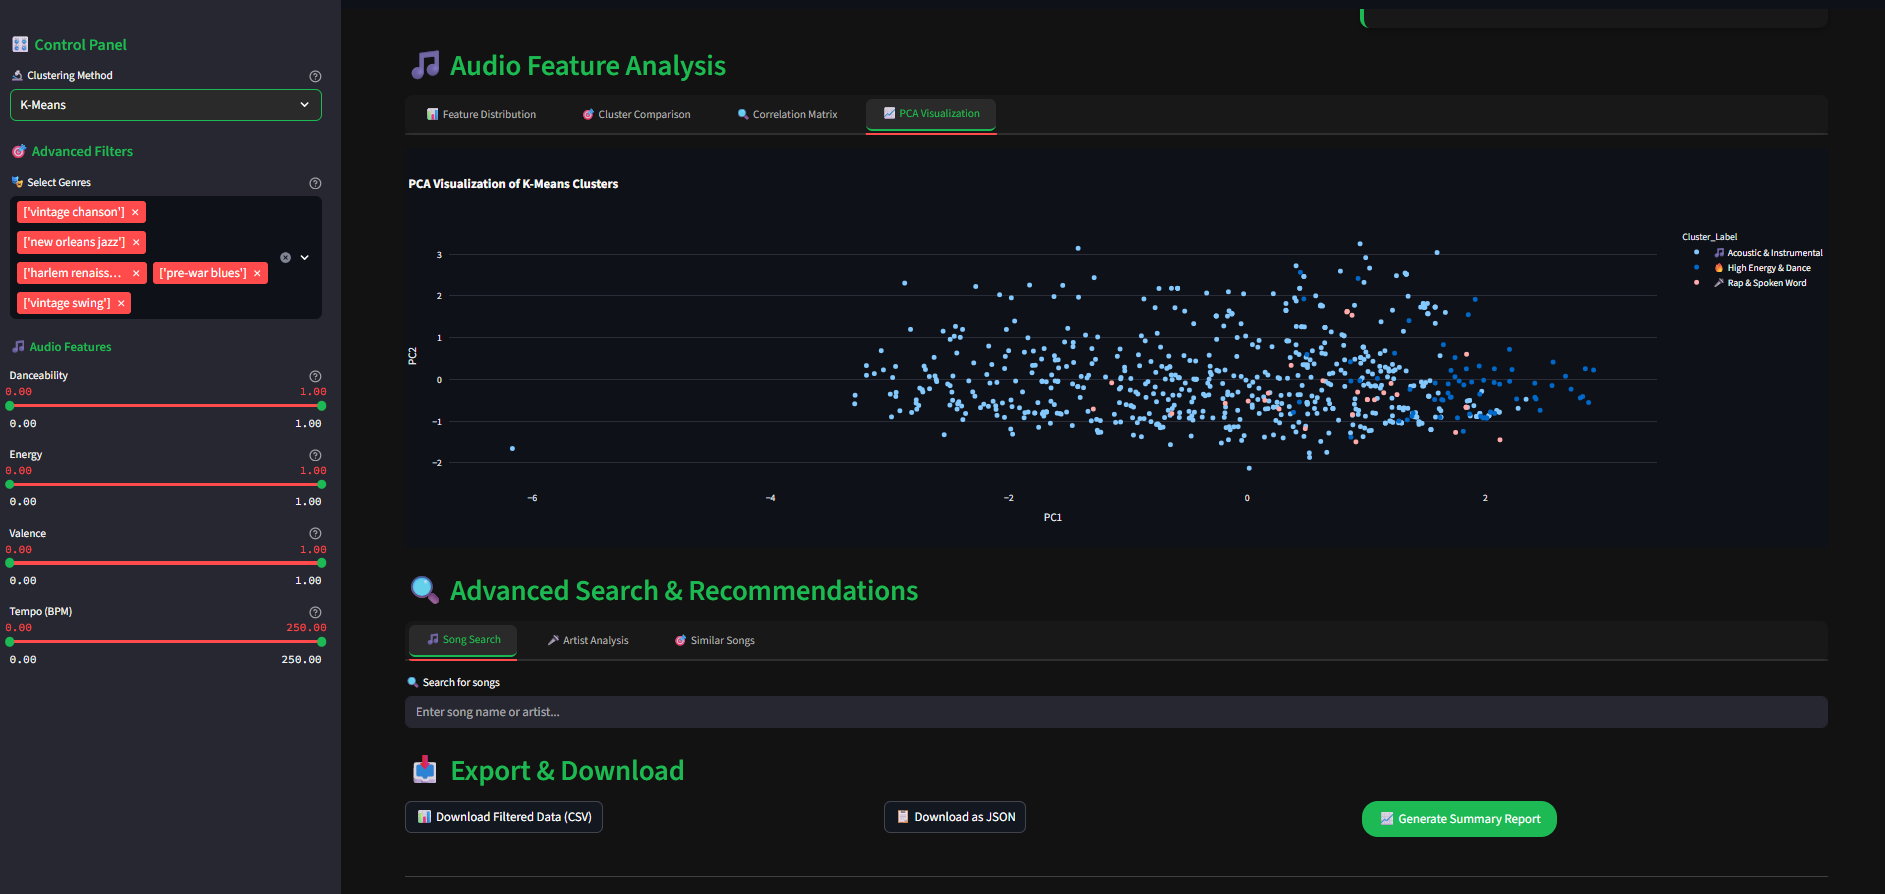 Control Panel
Clustering Method
K-Means
Advanced Filters
Select Genres
['vintage chanson'] ×
['new orleans jazz'] ×
['harlem renaiss... × ['pre-war blues'] ×
['vintage swing'] ×
Audio Features
Danceability
0.00 1.00
0.00 1.00
Energy
0.00 1.00
0.00 1.00
Valence
0.00 1.00
0.00 1.00
Tempo (BPM)
0.00 250.00
0.00 250.00
Audio Feature Analysis
Feature Distribution Cluster Comparison Correlation Matrix PCA Visualization
PCA Visualization of K-Means Clusters
Cluster_Label
Acoustic & Instrumental
High Energy & Dance
Rap & Spoken Word
3
2
1
0
−1
−2
PC2
−6 −4 −2 0 2
PC1
Advanced Search & Recommendations
Song Search Artist Analysis Similar Songs
Search for songs
Enter song name or artist...
Export & Download
Download Filtered Data (CSV) Download as JSON Generate Summary Report